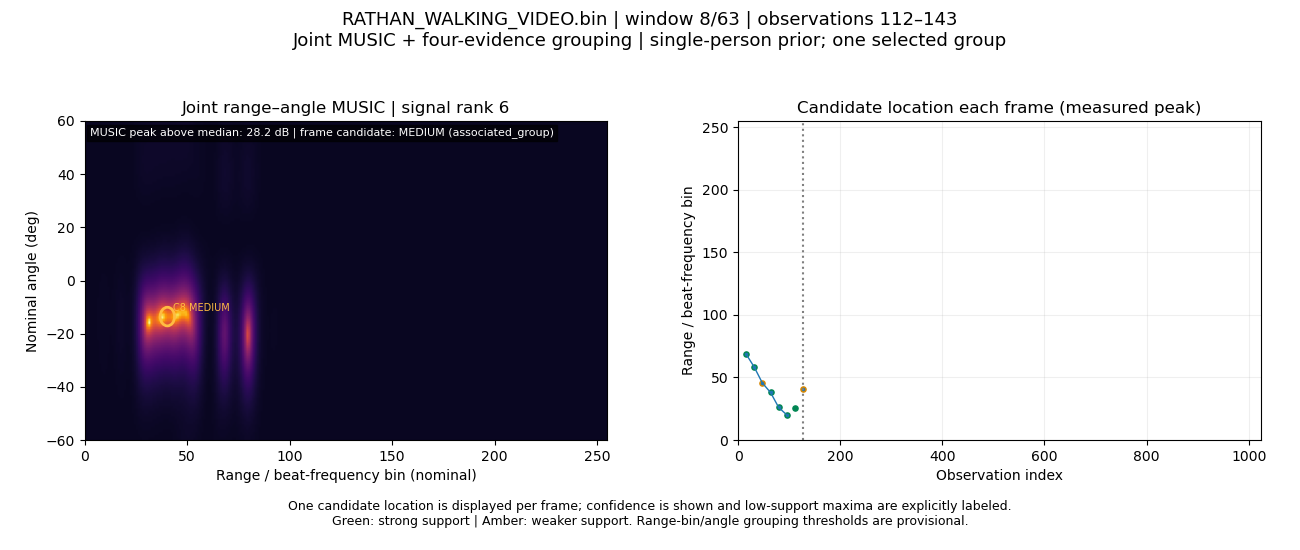 RATHAN_WALKING_VIDEO.bin | window 8/63 | observations 112–143
Joint MUSIC + four-evidence grouping | single-person prior; one selected group
Joint range–angle MUSIC | signal rank 6
MUSIC peak above median: 28.2 dB | frame candidate: MEDIUM (associated_group)
60
40
20
0
−20
−40
−60
Nominal angle (deg)
C8 MEDIUM
0
50
100
150
200
250
Range / beat-frequency bin (nominal)
Candidate location each frame (measured peak)
250
200
150
100
50
0
Range / beat-frequency bin
0
200
400
600
800
1000
Observation index
One candidate location is displayed per frame; confidence is shown and low-support maxima are explicitly labeled.
Green: strong support | Amber: weaker support. Range-bin/angle grouping thresholds are provisional.